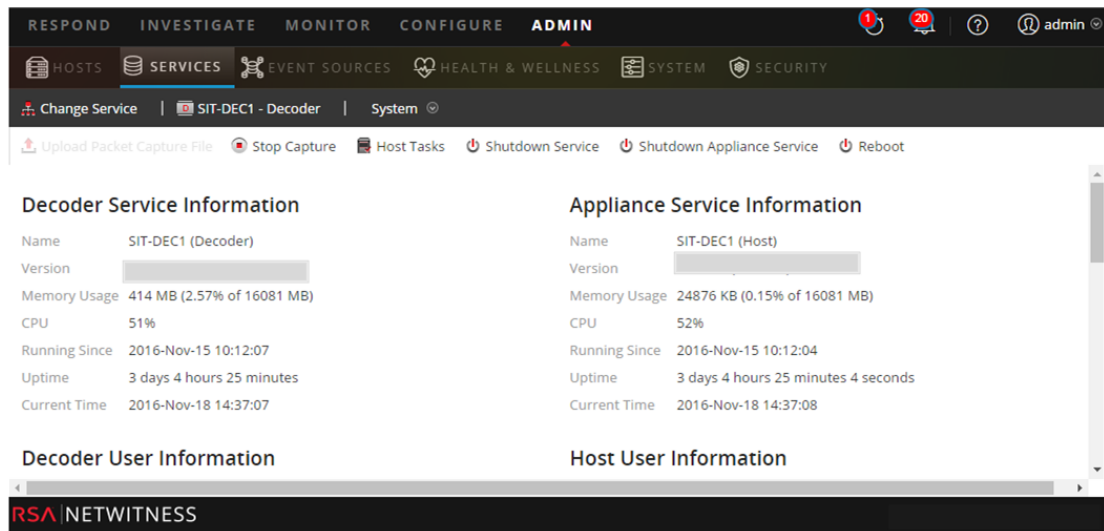 RESPOND INVESTIGATE MONITOR CONFIGURE ADMIN 1 20 ? admin
HOSTS SERVICES EVENT SOURCES HEALTH & WELLNESS SYSTEM SECURITY
Change Service | D SIT-DEC1 - Decoder | System
Upload Packet Capture File Stop Capture Host Tasks Shutdown Service Shutdown Appliance Service Reboot
Decoder Service Information
Name SIT-DEC1 (Decoder)
Version
Memory Usage 414 MB (2.57% of 16081 MB)
CPU 51%
Running Since 2016-Nov-15 10:12:07
Uptime 3 days 4 hours 25 minutes
Current Time 2016-Nov-18 14:37:07
Decoder User Information
Appliance Service Information
Name SIT-DEC1 (Host)
Version
Memory Usage 24876 KB (0.15% of 16081 MB)
CPU 52%
Running Since 2016-Nov-15 10:12:04
Uptime 3 days 4 hours 25 minutes 4 seconds
Current Time 2016-Nov-18 14:37:08
Host User Information
RSA NETWITNESS